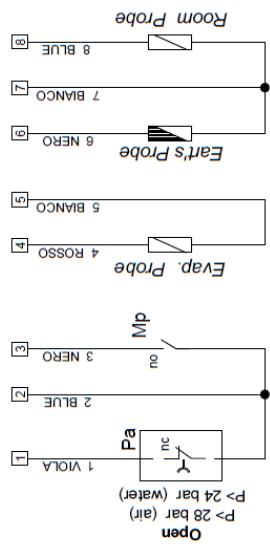 8
8 BLUE
Room Probe
7
7 BIANCO
6
6 NERO
Eart's Probe
5
5 BIANCO
4
4 ROSSO
Evap. Probe
3
3 NERO
no
Mp
2
2 BLUE
1
1 VIOLA
Pa
nc
Open
P> 28 bar (air)
P> 24 bar (water)